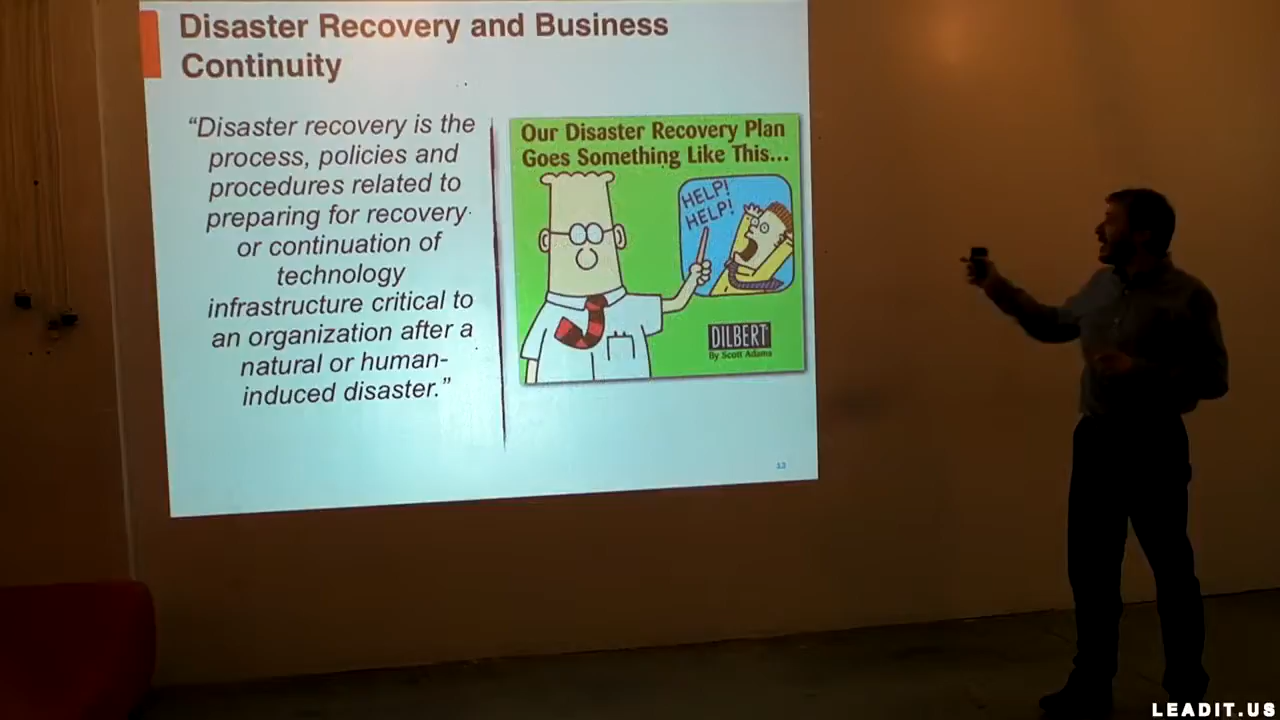 Disaster Recovery and Business
Continuity
“Disaster recovery is the
process, policies and
procedures related to
preparing for recovery
or continuation of
technology
infrastructure critical to
an organization after a
natural or human-
induced disaster.”
Our Disaster Recovery Plan
Goes Something Like This...
HELP!
HELP!
DILBERT
By Scott Adams
13
LEADIT.US